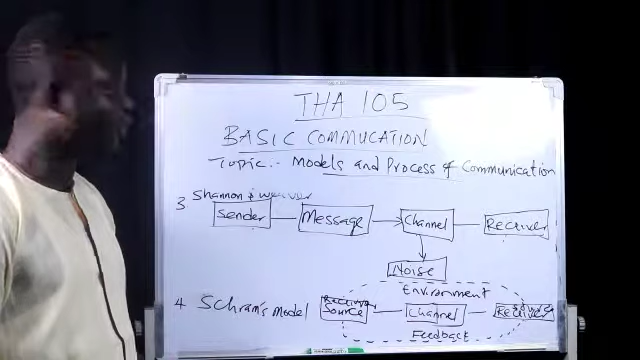 THA 105
BASIC COMMUCATION
Topic:- Models and Process of Communication
3 Shannon & weaver
Sender Message Channel Receiver
Noise
Environment
4 Schram's model Source Channel Receiver
Feedback